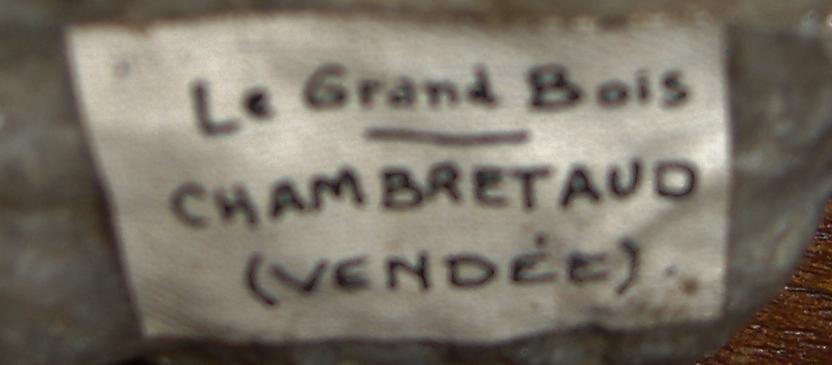 Le Grand Bois
CHAMBRETAUD
(VENDÉE).